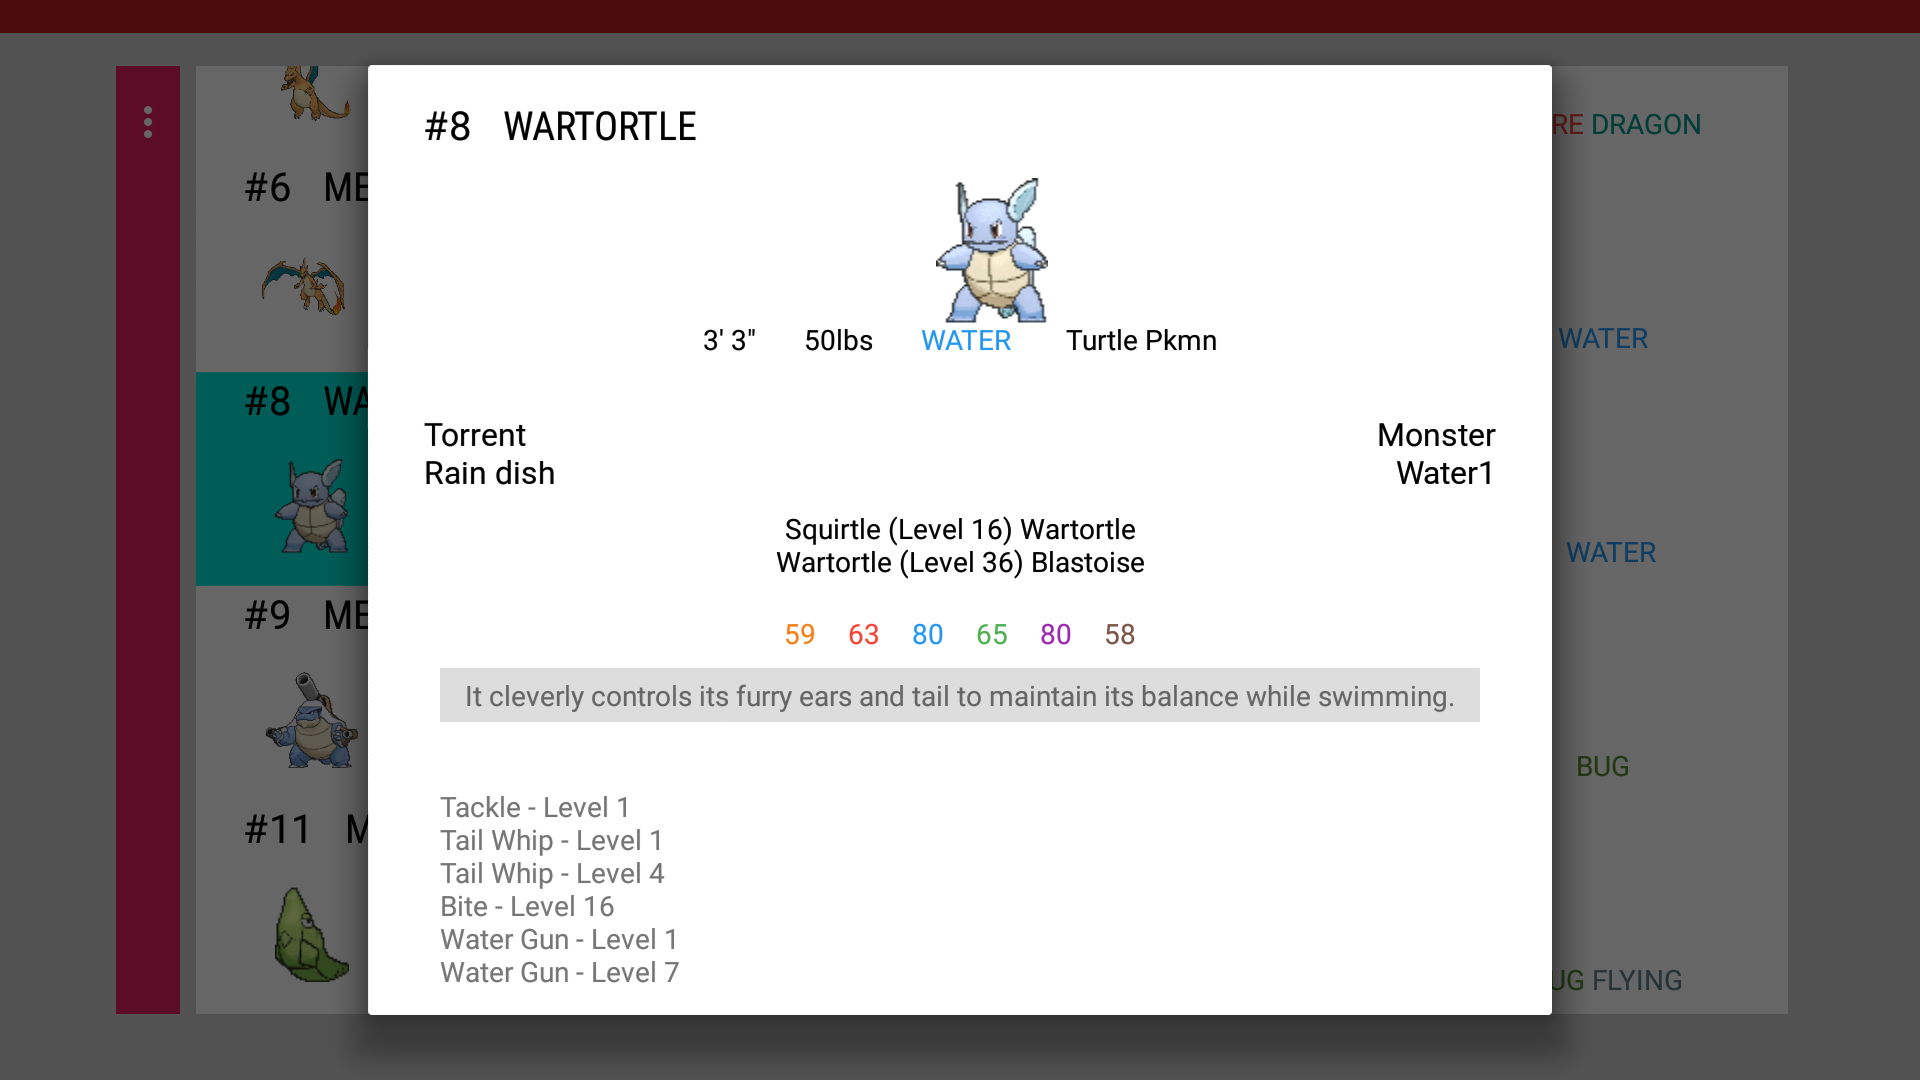 #8 WARTORTLE
3' 3" 50lbs WATER Turtle Pkmn
Torrent
Rain dish
Monster
Water1
Squirtle (Level 16) Wartortle
Wartortle (Level 36) Blastoise
59 63 80 65 80 58
It cleverly controls its furry ears and tail to maintain its balance while swimming.
Tackle - Level 1
Tail Whip - Level 1
Tail Whip - Level 4
Bite - Level 16
Water Gun - Level 1
Water Gun - Level 7
#6 ME
#8 WA
#9 ME
#11 M
RE DRAGON
WATER
WATER
BUG
UG FLYING